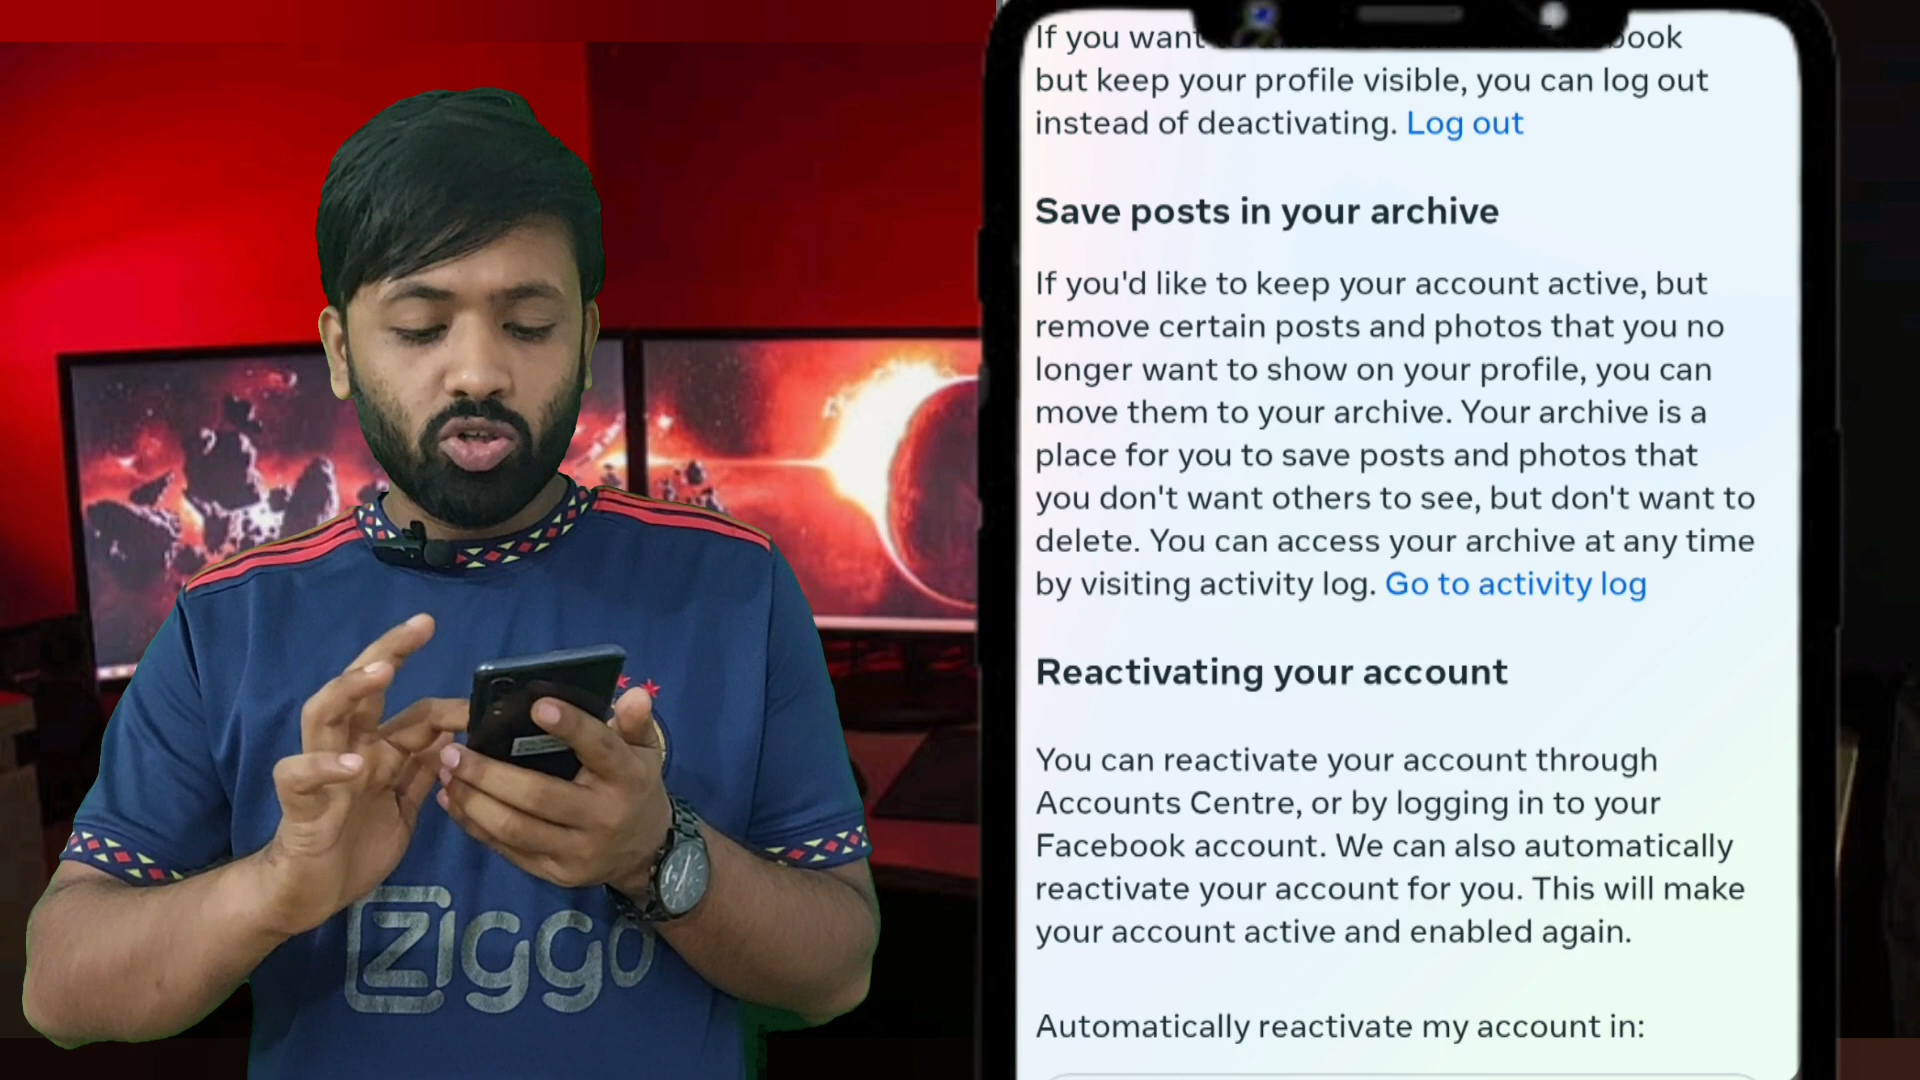 If you want book
but keep your profile visible, you can log out
instead of deactivating. Log out
Save posts in your archive
If you'd like to keep your account active, but
remove certain posts and photos that you no
longer want to show on your profile, you can
move them to your archive. Your archive is a
place for you to save posts and photos that
you don't want others to see, but don't want to
delete. You can access your archive at any time
by visiting activity log. Go to activity log
Reactivating your account
You can reactivate your account through
Accounts Centre, or by logging in to your
Facebook account. We can also automatically
reactivate your account for you. This will make
your account active and enabled again.
Automatically reactivate my account in:
Ziggo